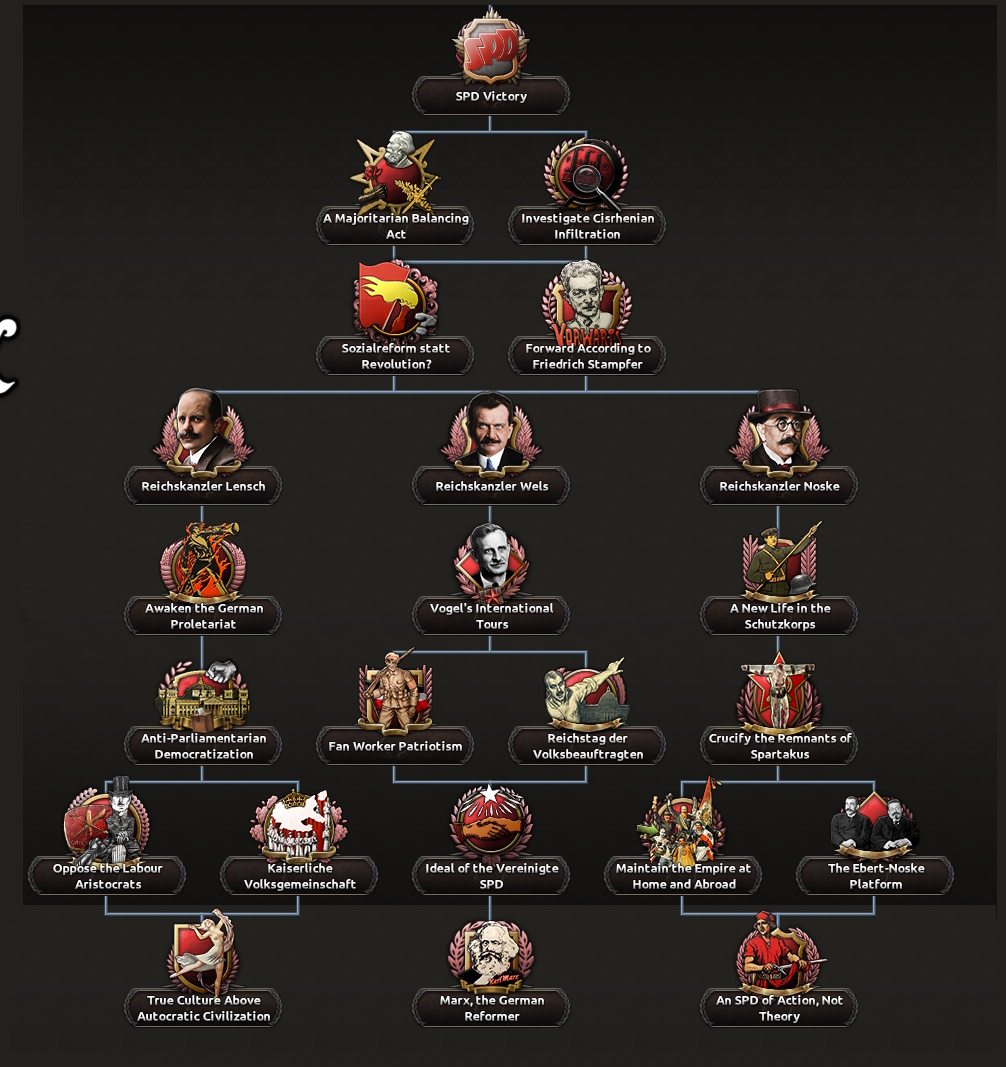 SPD
SPD Victory
A Majoritarian Balancing
Act
Investigate Cisrhenian
Infiltration
Sozialreform statt
Revolution?
VORWARTS
Forward According to
Friedrich Stampfer
Reichskanzler Lensch
Reichskanzler Wels
Reichskanzler Noske
Awaken the German
Proletariat
Vogel's International
Tours
A New Life in the
Schutzkorps
Anti-Parliamentarian
Democratization
Fan Worker Patriotism
Reichstag der
Volksbeauftragten
Crucify the Remnants of
Spartakus
Oppose the Labour
Aristocrats
Kaiserliche
Volksgemeinschaft
Ideal of the Vereinigte
SPD
Maintain the Empire at
Home and Abroad
The Ebert-Noske
Platform
True Culture Above
Autocratic Civilization
Karl Marx
Marx, the German
Reformer
An SPD of Action, Not
Theory